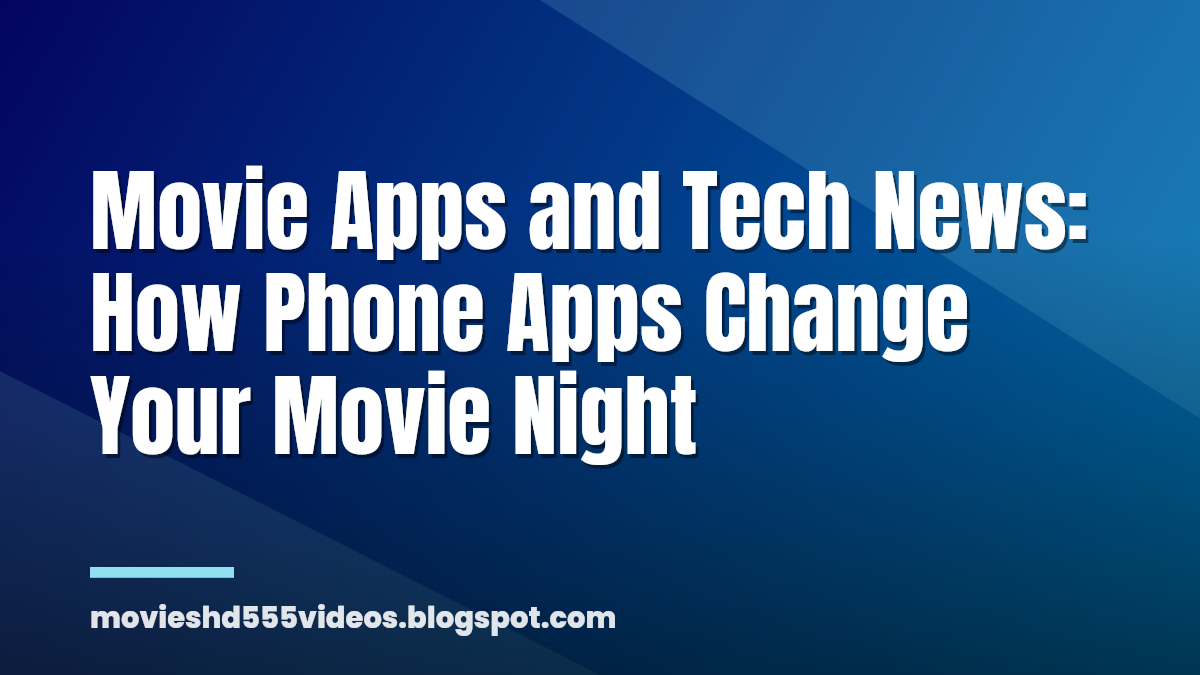 Movie Apps and Tech News:
How Phone Apps Change
Your Movie Night
movieshd555videos.blogspot.com